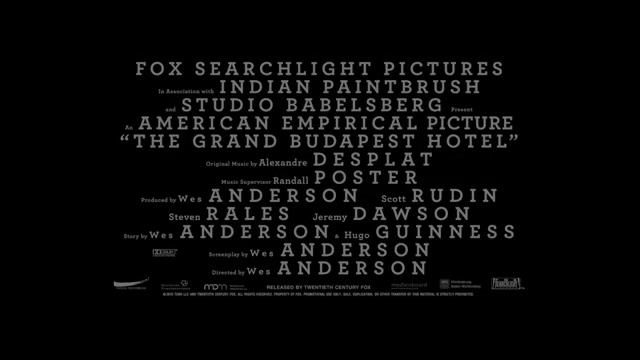 FOX SEARCHLIGHT PICTURES
In Association with INDIAN PAINTBRUSH
and STUDIO BABELSBERG Present
An AMERICAN EMPIRICAL PICTURE
“THE GRAND BUDAPEST HOTEL”
Original Music by Alexandre DESPLAT
Music Supervisor Randall POSTER
Produced by Wes ANDERSON Scott RUDIN
Steven RALES Jeremy DAWSON
Story by Wes ANDERSON & Hugo GUINNESS
Screenplay by Wes ANDERSON
Directed by Wes ANDERSON
RELEASED BY TWENTIETH CENTURY FOX